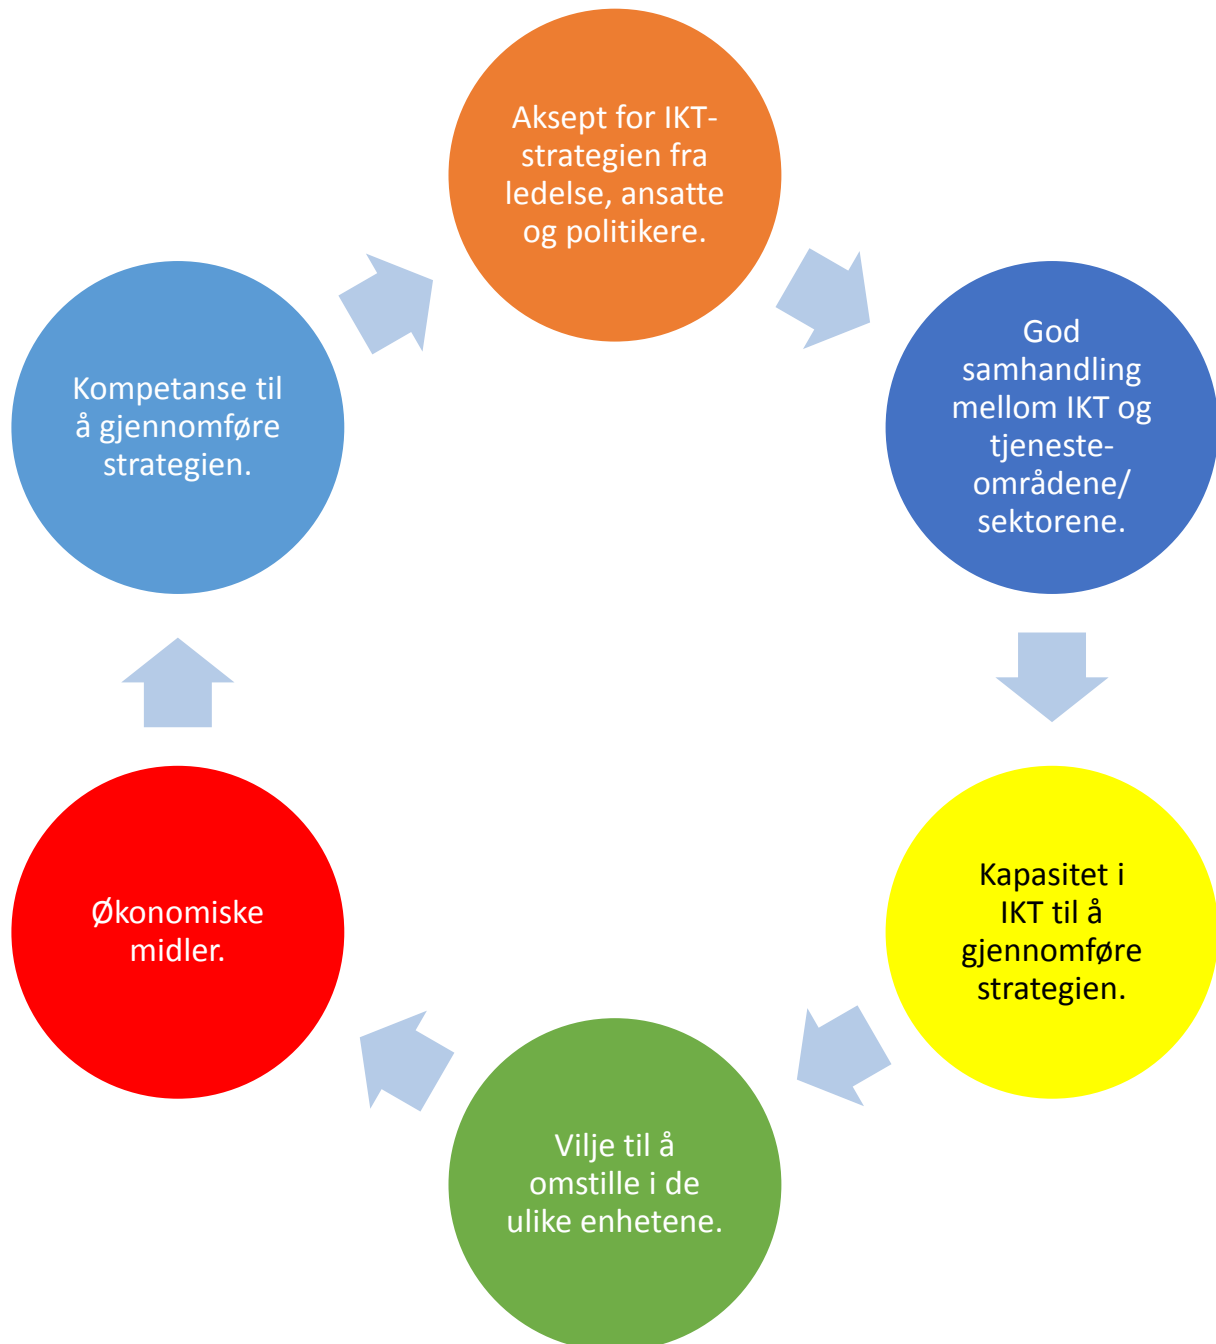 Aksept for IKT-
strategien fra
ledelse, ansatte
og politikere.
God
samhandling
mellom IKT og
tjeneste-
områdene/
sektorene.
Kapasitet i
IKT til å
gjennomføre
strategien.
Vilje til å
omstille i de
ulike enhetene.
Økonomiske
midler.
Kompetanse til
å gjennomføre
strategien.